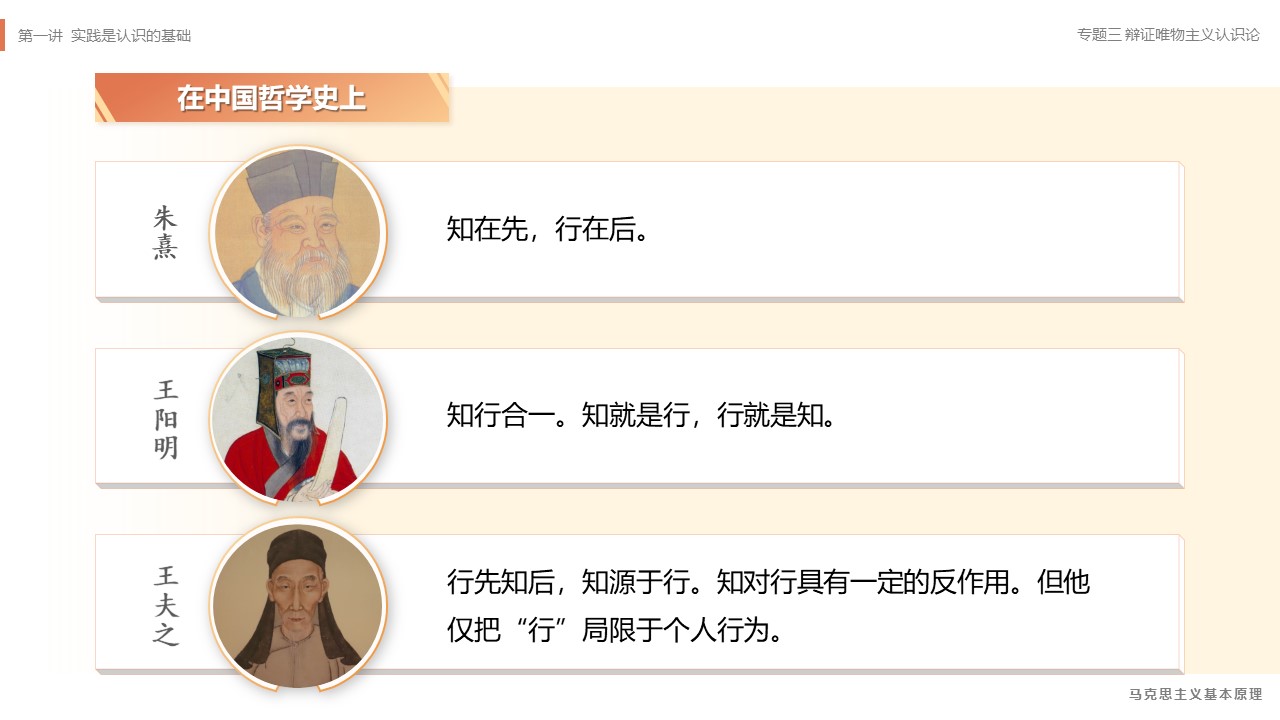 第一讲 实践是认识的基础
专题三 辩证唯物主义认识论
在中国哲学史上
朱熹
知在先，行在后。
王阳明
知行合一。知就是行，行就是知。
王夫之
行先知后，知源于行。知对行具有一定的反作用。但他
仅把“行”局限于个人行为。
马克思主义基本原理